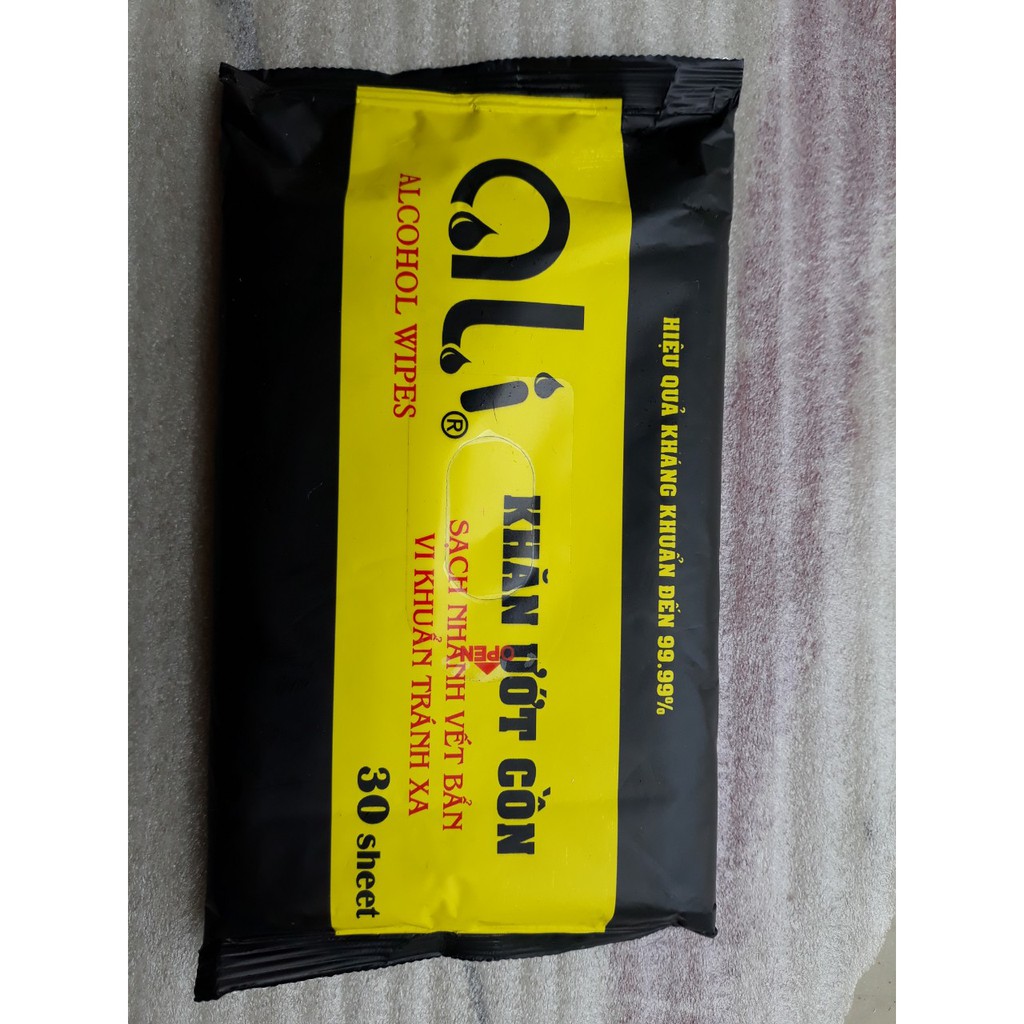 HIỆU QUẢ KHÁNG KHUẨN ĐẾN 99.99%
ALi®
ALCOHOL WIPES
KHĂN ƯỚT CỒN
SẠCH NHANH VẾT BẨN
VI KHUẨN TRÁNH XA
OPEN
30 sheet